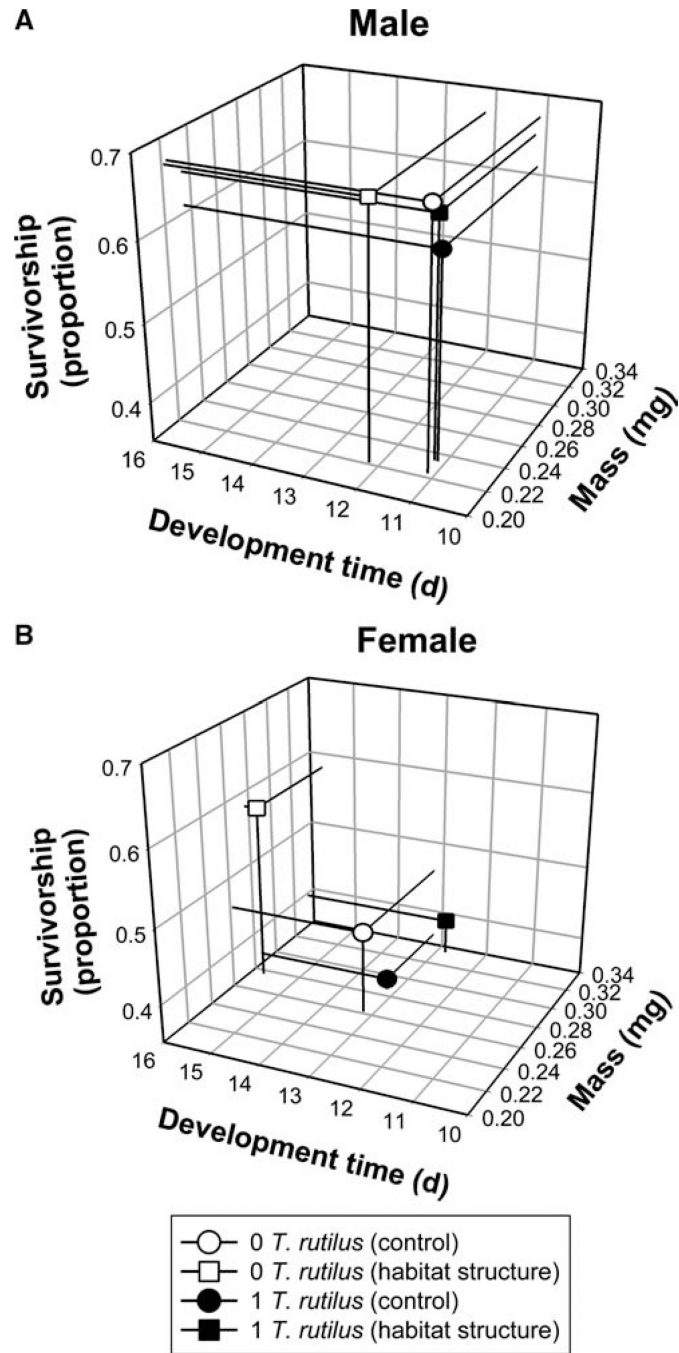 A
Male
0.7
0.6
0.5
0.4
Survivorship
(proportion)
16
15
14
13
12
11
10
Development time (d)
0.34
0.32
0.30
0.28
0.26
0.24
0.22
0.20
Mass (mg)
B
Female
0.7
0.6
0.5
0.4
Survivorship
(proportion)
16
15
14
13
12
11
10
Development time (d)
0.34
0.32
0.30
0.28
0.26
0.24
0.22
0.20
Mass (mg)
0 T. rutilus (control)
0 T. rutilus (habitat structure)
1 T. rutilus (control)
1 T. rutilus (habitat structure)